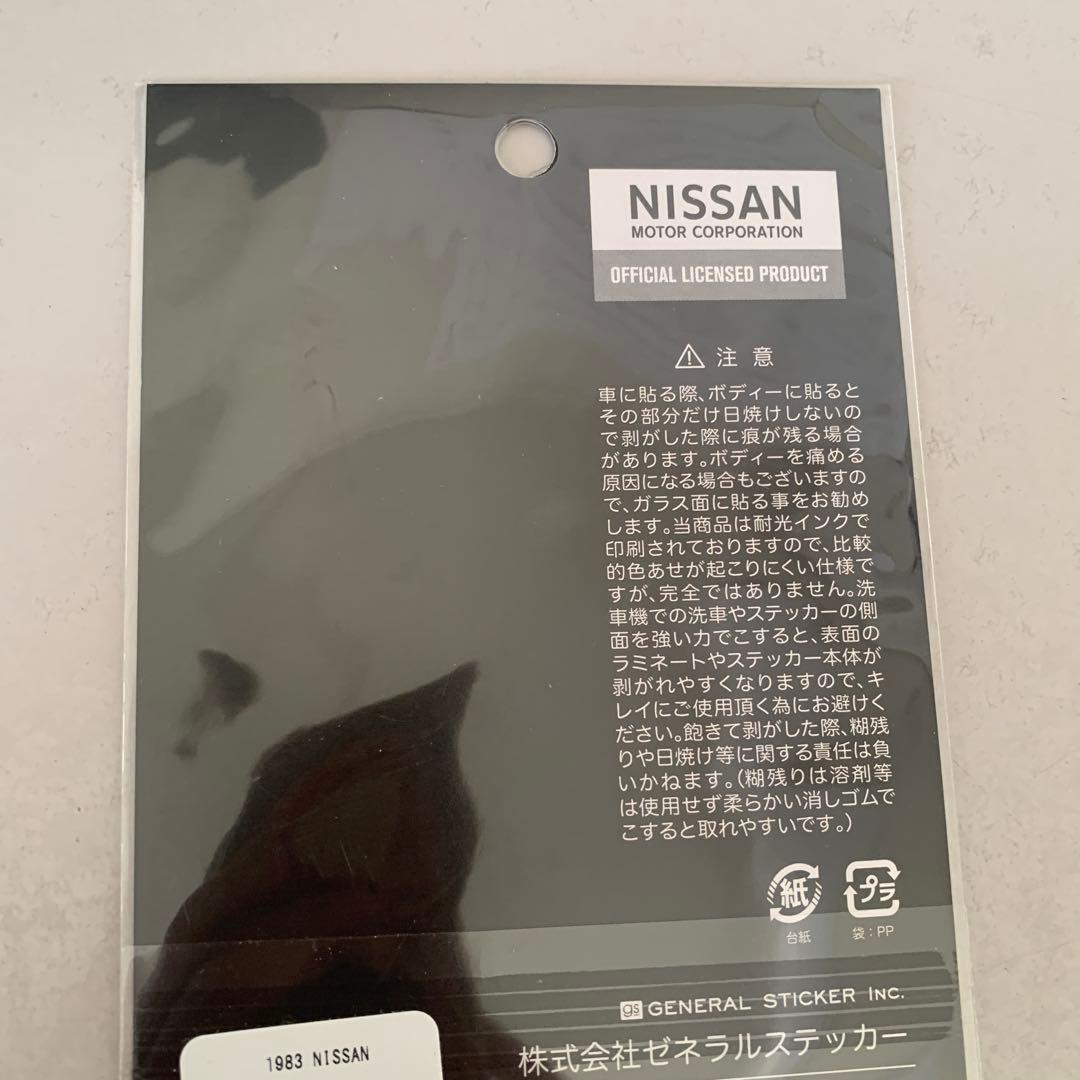 NISSAN
MOTOR CORPORATION
OFFICIAL LICENSED PRODUCT
⚠ 注 意
車に貼る際、ボディーに貼ると
その部分だけ日焼けしないの
で剥がした際に痕が残る場合
があります。ボディーを痛める
原因になる場合もございますの
で、ガラス面に貼る事をお勧め
します。当商品は耐光インクで
印刷されておりますので、比較
的色あせが起こりにくい仕様で
すが、完全ではありません。洗
車機での洗車やステッカーの側
面を強い力でこすると、表面の
ラミネートやステッカー本体が
剥がれやすくなりますので、キ
レイにご使用頂く為にお避けく
ださい。飽きて剥がした際、糊残
りや日焼け等に関する責任は負
いかねます。(糊残りは溶剤等
は使用せず柔らかい消しゴムで
こすると取れやすいです。)
紙 プラ
台紙 袋:PP
gs GENERAL STICKER INC.
株式会社ゼネラルステッカー
1983 NISSAN